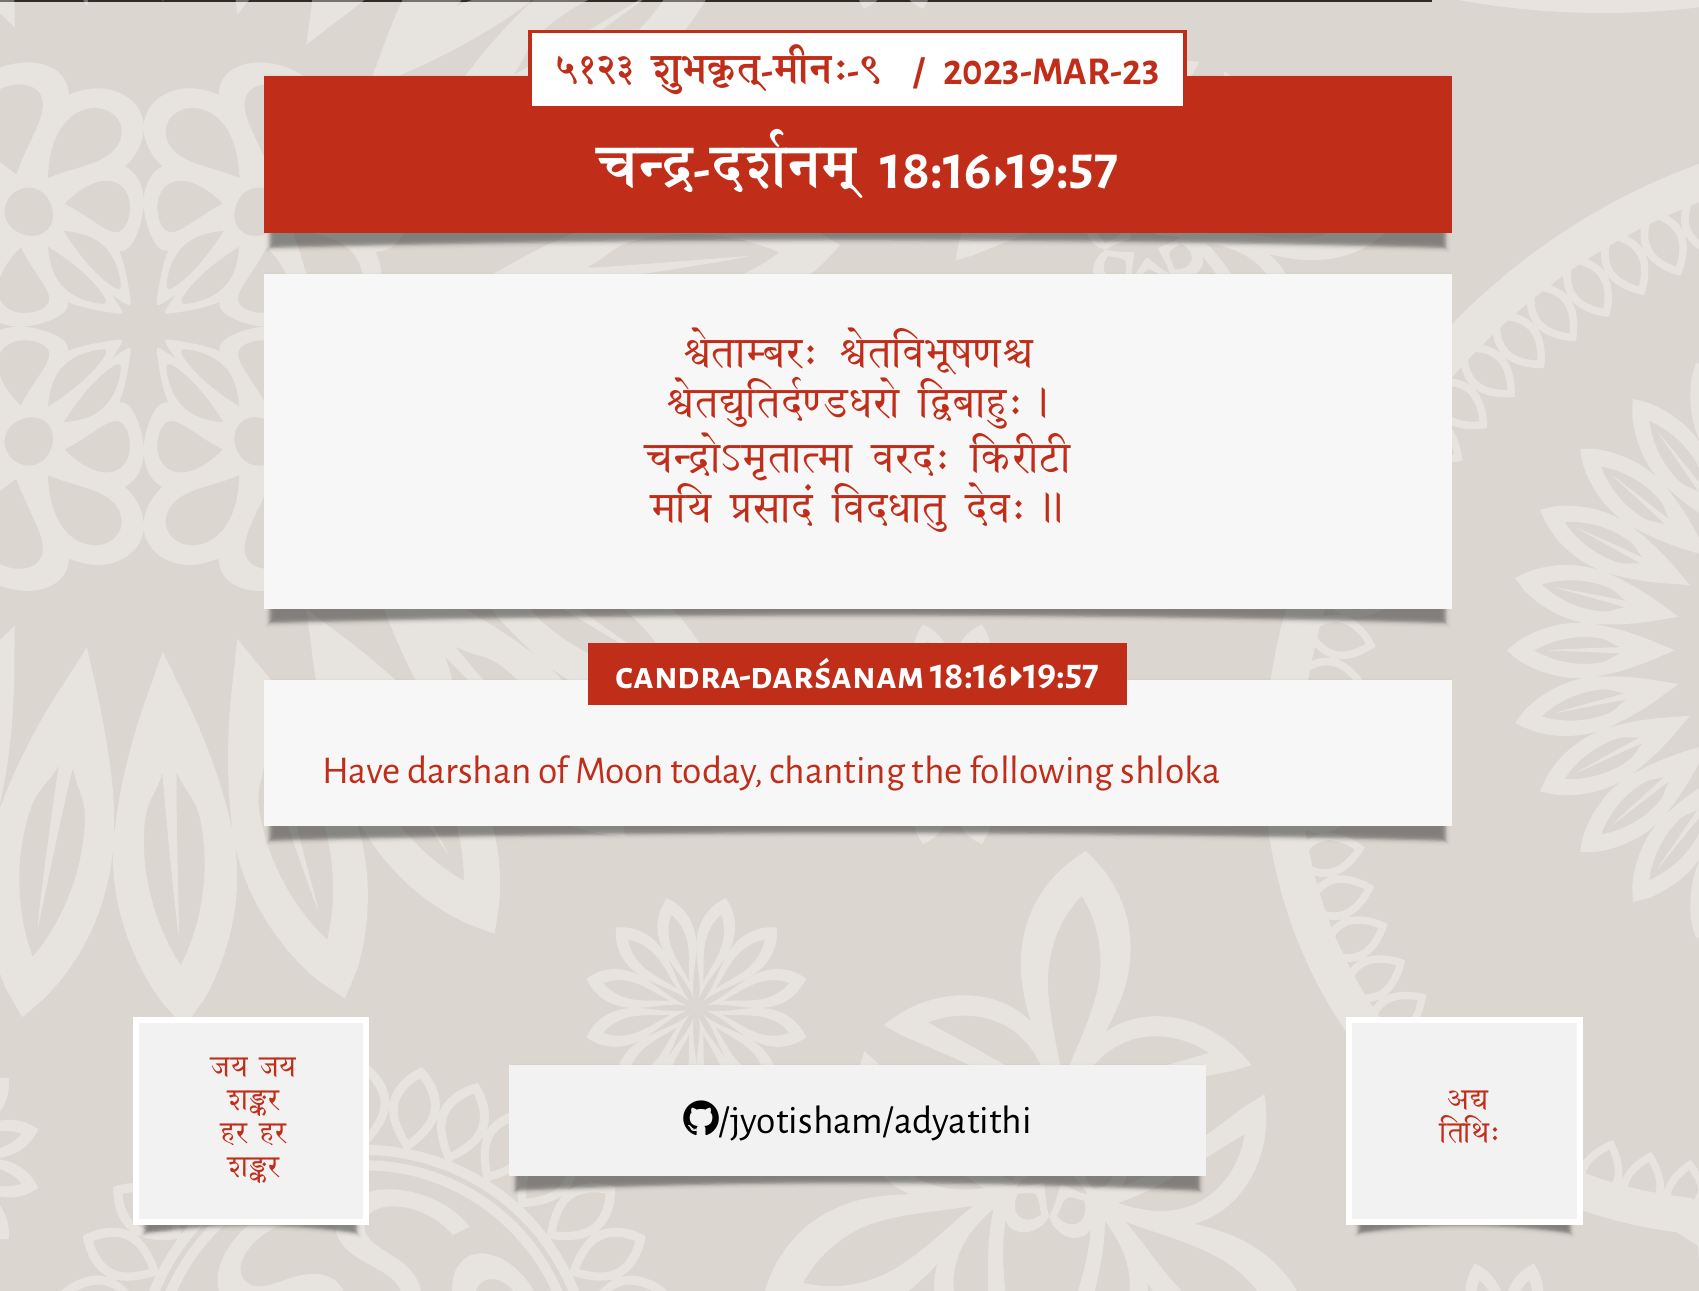 ५१२३ शुभकृत्-मीनः-९ / 2023-MAR-23
चन्द्र-दर्शनम् 18:16▸19:57
श्वेताम्बरः श्वेतविभूषणश्च
श्वेतद्युतिर्दण्डधरो द्विबाहुः ।
चन्द्रोऽमृतात्मा वरदः किरीटी
मयि प्रसादं विदधातु देवः ॥
CANDRA-DARŚANAM 18:16▸19:57
Have darshan of Moon today, chanting the following shloka
जय जय
शङ्कर
हर हर
शङ्कर
/jyotisham/adyatithi
अद्य
तिथिः